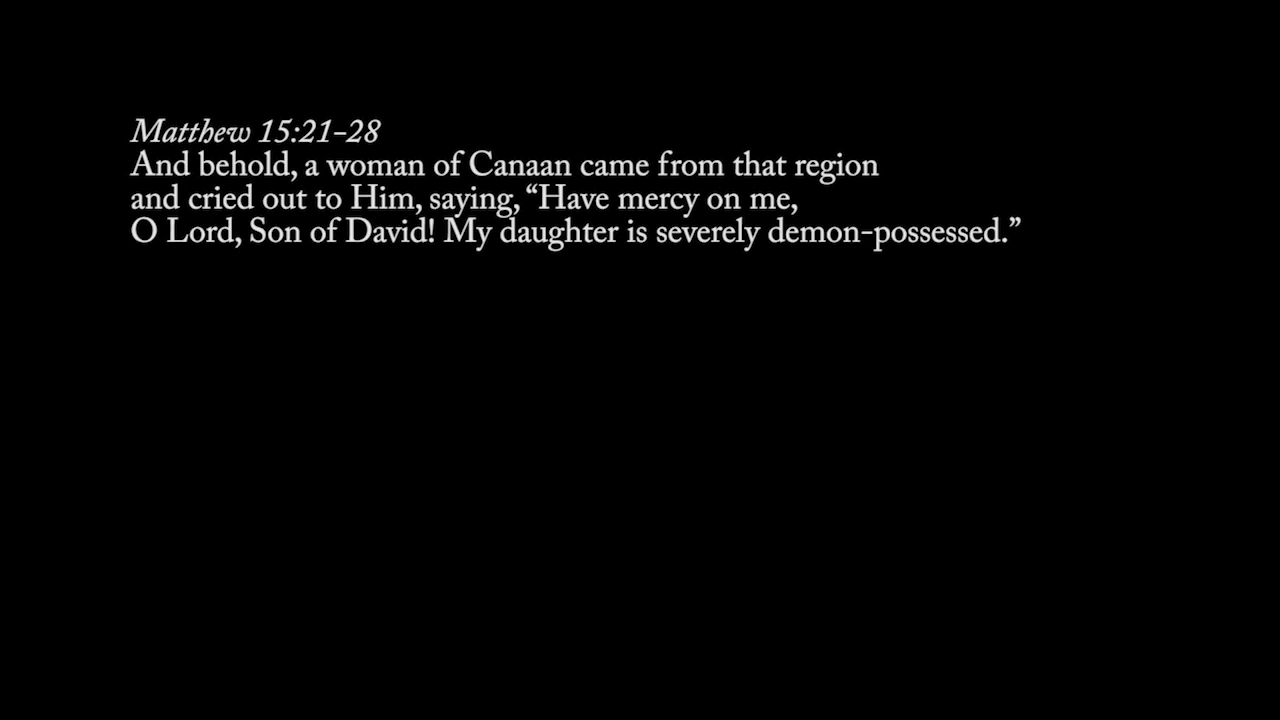 Matthew 15:21–28
And behold, a woman of Canaan came from that region
and cried out to Him, saying, “Have mercy on me,
O Lord, Son of David! My daughter is severely demon-possessed.”